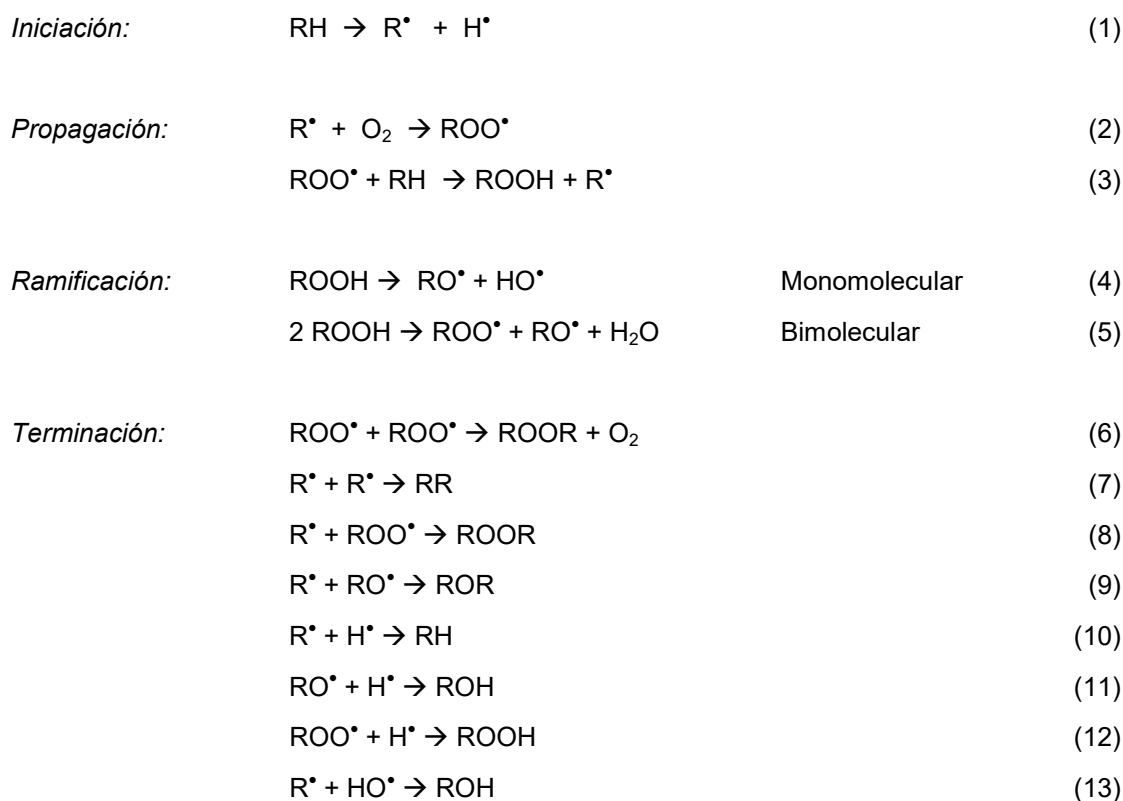 Iniciación: RH → R• + H• (1)
Propagación: R• + O₂ → ROO• (2)
ROO• + RH → ROOH + R• (3)
Ramificación: ROOH → RO• + HO• Monomolecular (4)
2 ROOH → ROO• + RO• + H₂O Bimolecular (5)
Terminación: ROO• + ROO• → ROOR + O₂ (6)
R• + R• → RR (7)
R• + ROO• → ROOR (8)
R• + RO• → ROR (9)
R• + H• → RH (10)
RO• + H• → ROH (11)
ROO• + H• → ROOH (12)
R• + HO• → ROH (13)